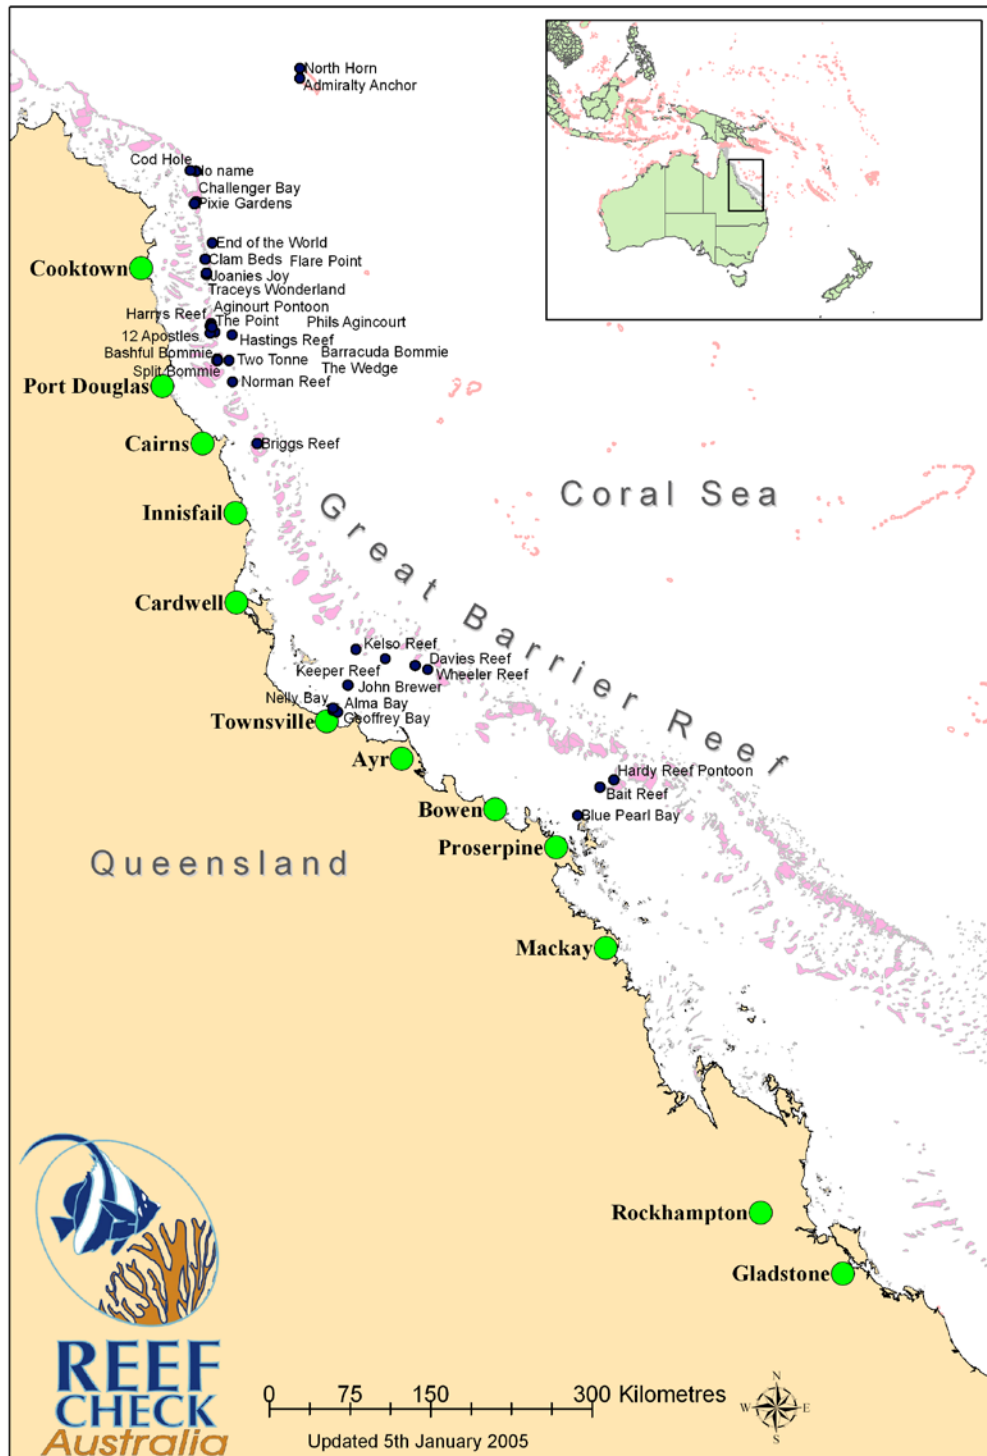 North Horn
Admiralty Anchor
Cod Hole
No name
Challenger Bay
Pixie Gardens
End of the World
Clam Beds
Flare Point
Cooktown
Joanies Joy
Traceys Wonderland
Aginourt Pontoon
Harrys Reef
The Point
Phils Agincourt
12 Apostles
Hastings Reef
Bashful Bommie
Two Tonne
Barracuda Bommie
The Wedge
Split Bommie
Norman Reef
Port Douglas
Cairns
Briggs Reef
Coral Sea
Innisfail
Great Barrier Reef
Cardwell
Kelso Reef
Davies Reef
Keeper Reef
Wheeler Reef
John Brewer
Nelly Bay
Alma Bay
Geoffrey Bay
Townsville
Ayr
Hardy Reef Pontoon
Bait Reef
Bowen
Blue Pearl Bay
Proserpine
Queensland
Mackay
Rockhampton
Gladstone
REEF
CHECK
Australia
0 75 150 300 Kilometres
N
W E
S
Updated 5th January 2005